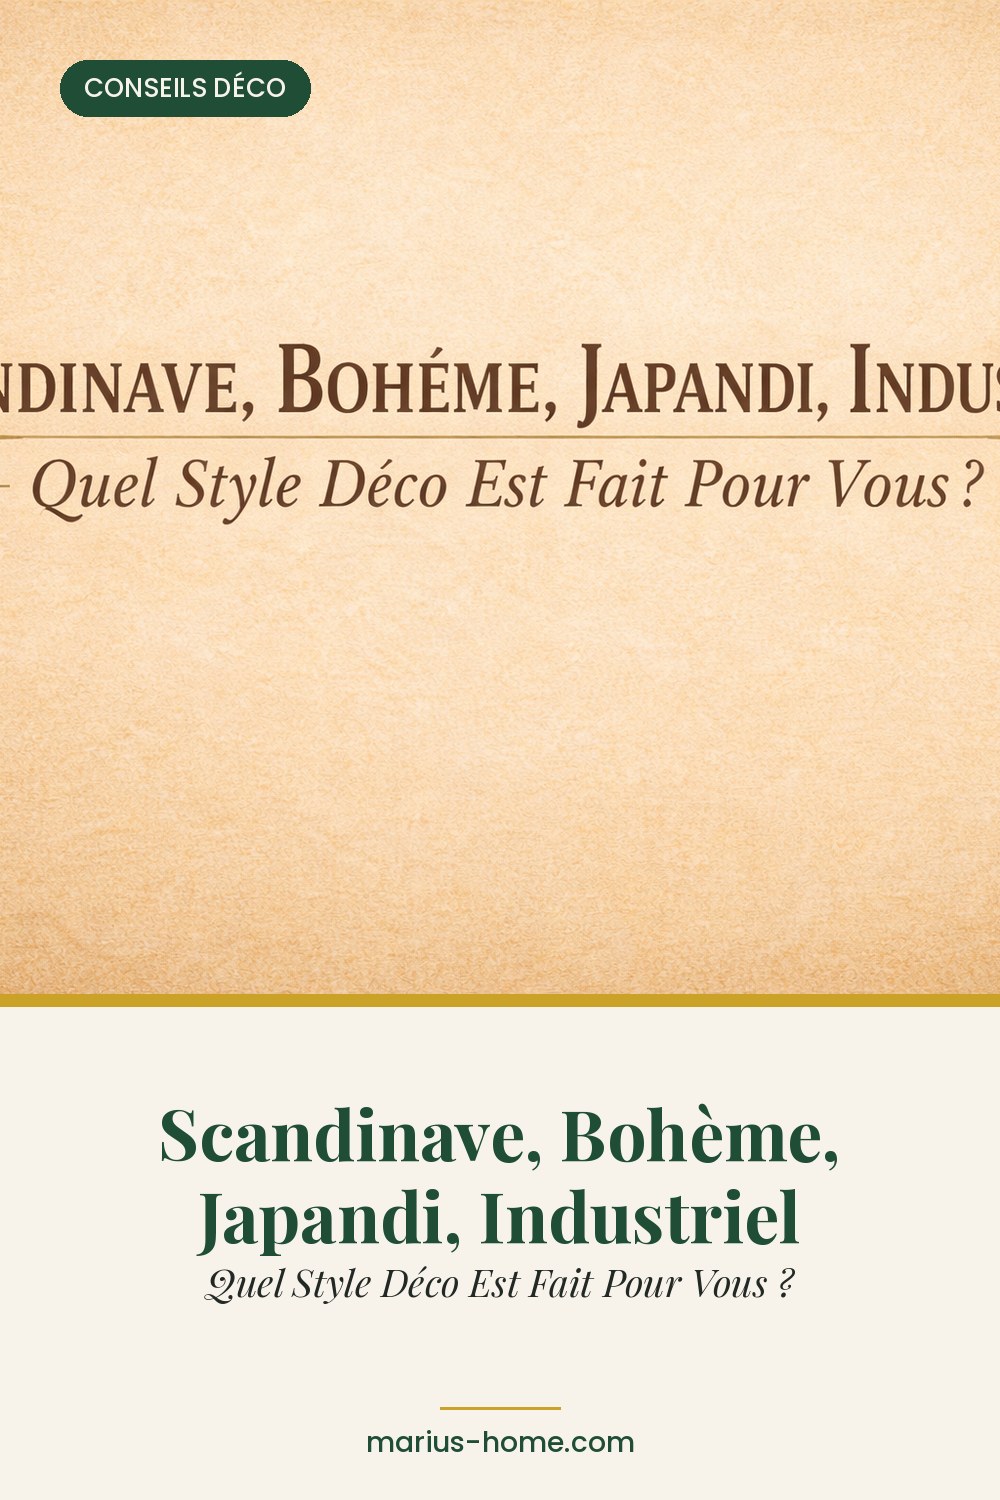 CONSEILS DÉCO
NDINAVE, BOHÉME, JAPANDI, INDUS
Quel Style Déco Est Fait Pour Vous ?
Scandinave, Bohème,
Japandi, Industriel
Quel Style Déco Est Fait Pour Vous ?
marius-home.com